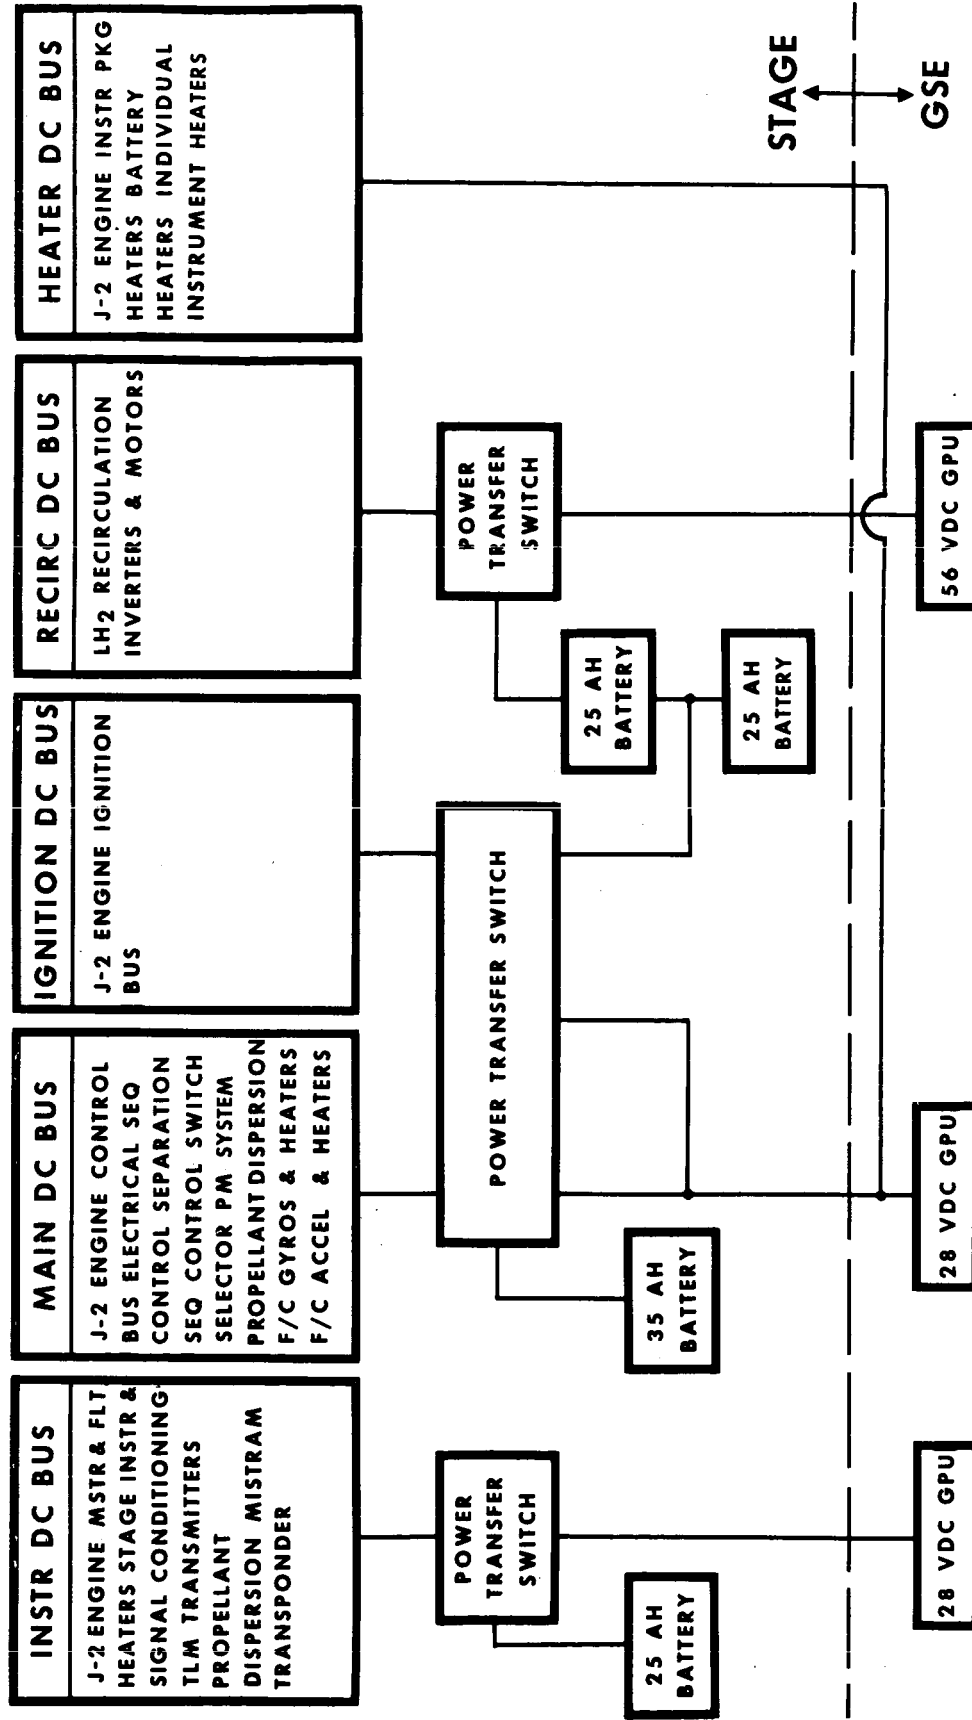 INSTR DC BUS
J-2 ENGINE MSTR & FLT
HEATERS STAGE INSTR &
SIGNAL CONDITIONING
TLM TRANSMITTERS
PROPELLANT
DISPERSION MISTRAM
TRANSPONDER
MAIN DC BUS
J-2 ENGINE CONTROL
BUS ELECTRICAL SEQ
CONTROL SEPARATION
SEQ CONTROL SWITCH
SELECTOR PM SYSTEM
PROPELLANT DISPERSION
F/C GYROS & HEATERS
F/C ACCEL & HEATERS
IGNITION DC BUS
J-2 ENGINE IGNITION
BUS
RECIRC DC BUS
LH2 RECIRCULATION
INVERTERS & MOTORS
HEATER DC BUS
J-2 ENGINE INSTR PKG
HEATERS BATTERY
HEATERS INDIVIDUAL
INSTRUMENT HEATERS
POWER
TRANSFER
SWITCH
POWER TRANSFER SWITCH
POWER
TRANSFER
SWITCH
25 AH
BATTERY
35 AH
BATTERY
25 AH
BATTERY
25 AH
BATTERY
STAGE
GSE
28 VDC GPU
28 VDC GPU
56 VDC GPU